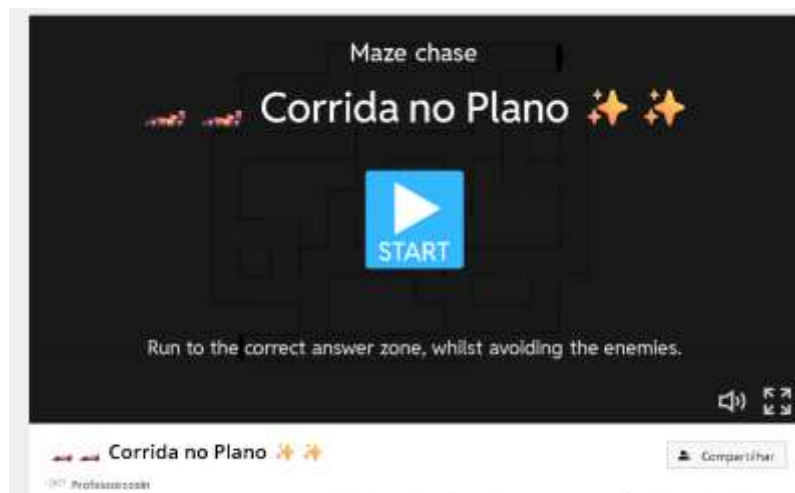 Maze chase
🏎️ 🏎️ Corrida no Plano ✨ ✨
START
Run to the correct answer zone, whilst avoiding the enemies.
🏎️ 🏎️ Corrida no Plano ✨ ✨
Compartilhar